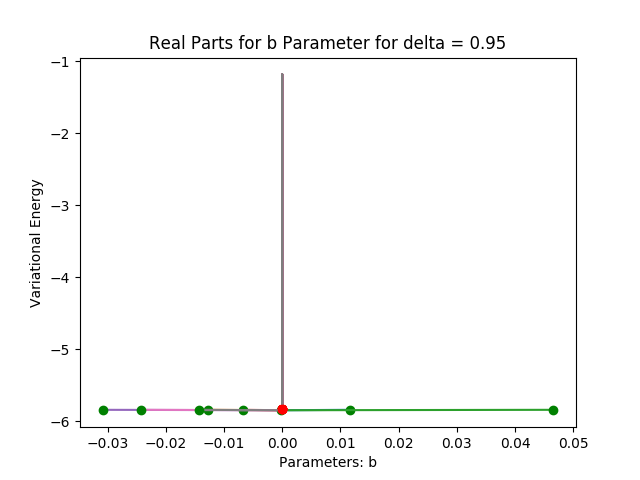 Real Parts for b Parameter for delta = 0.95
−1
−2
−3
−4
−5
−6
Variational Energy
−0.03 −0.02 −0.01 0.00 0.01 0.02 0.03 0.04 0.05
Parameters: b